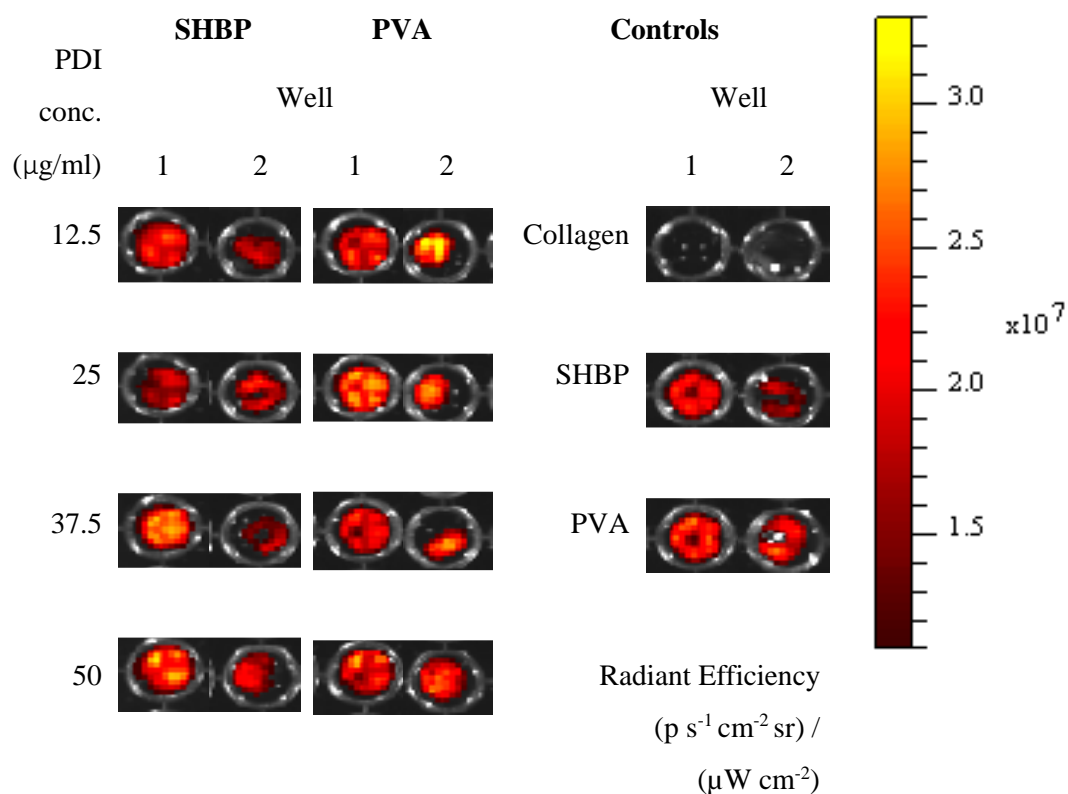 SHBP PVA Controls
PDI
conc.
(μg/ml)
Well Well
1 2 1 2 1 2
12.5 Collagen
25 SHBP
37.5 PVA
50 Radiant Efficiency
(p s⁻¹ cm⁻² sr) /
(μW cm⁻²)
3.0
2.5
x10⁷
2.0
1.5